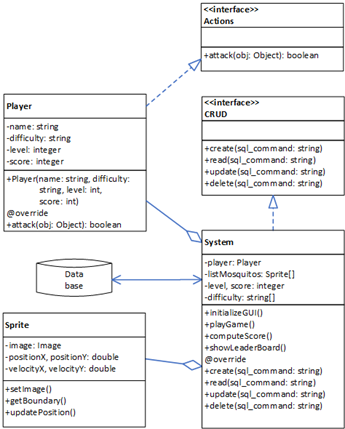 <<interface>>
Actions
+attack(obj: Object): boolean
Player
-name: string
-difficulty: string
-level: integer
-score: integer
+Player(name: string, difficulty:
string, level: int,
score: int)
@override
+attack(obj: Object): boolean
<<interface>>
CRUD
+create(sql_command: string)
+read(sql_command: string)
+update(sql_command: string)
+delete(sql_command: string)
Data
base
System
-player: Player
-listMosquitos: Sprite[]
-level, score: integer
-difficulty: string[]
+initializeGUI()
+playGame()
+computeScore()
+showLeaderBoard()
@override
+create(sql_command: string)
+read(sql_command: string)
+update(sql_command: string)
+delete(sql_command: string)
Sprite
-image: Image
-positionX, positionY: double
-velocityX, velocityY: double
+setImage()
+getBoundary()
+updatePosition()